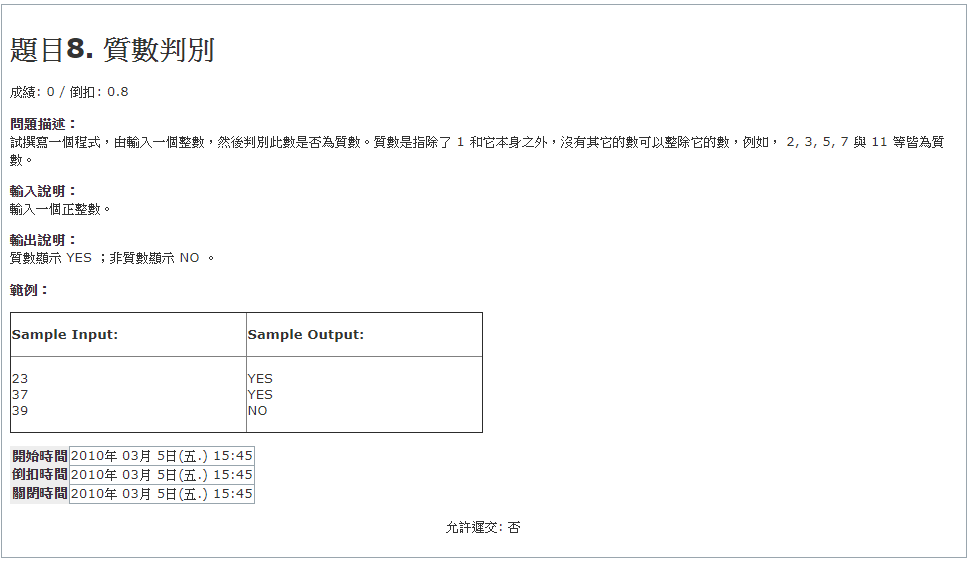 題目8. 質數判別
成績: 0 / 倒扣: 0.8
問題描述：
試撰寫一個程式，由輸入一個整數，然後判別此數是否為質數。質數是指除了 1 和它本身之外，沒有其它的數可以整除它的數，例如， 2, 3, 5, 7 與 11 等皆為質
數。
輸入說明：
輸入一個正整數。
輸出說明：
質數顯示 YES ；非質數顯示 NO 。
範例：
Sample Input: Sample Output:
23 YES
37 YES
39 NO
開始時間 2010年 03月 5日(五.) 15:45
倒扣時間 2010年 03月 5日(五.) 15:45
關閉時間 2010年 03月 5日(五.) 15:45
允許遲交: 否